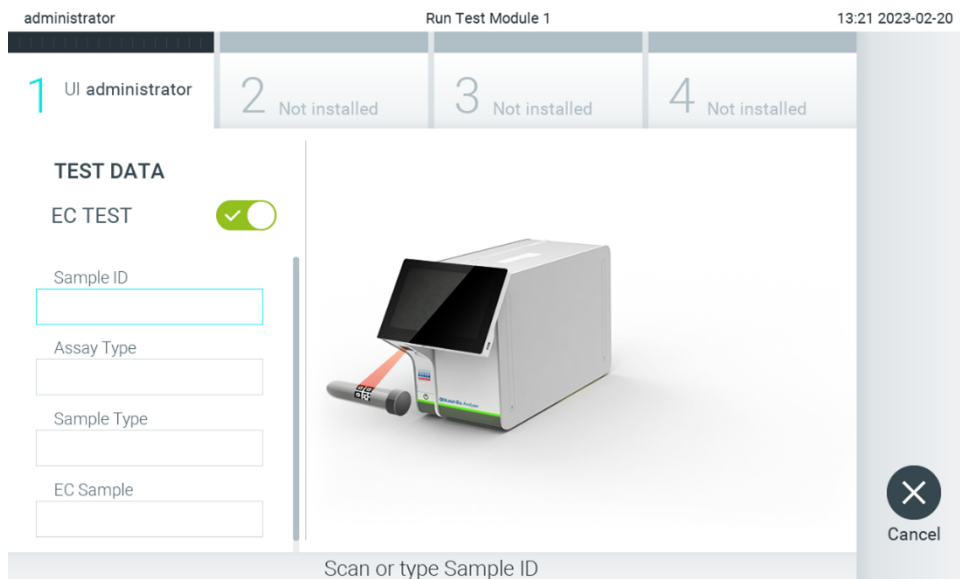 administrator
Run Test Module 1
13:21 2023-02-20
1 UI administrator
2 Not installed
3 Not installed
4 Not installed
TEST DATA
EC TEST
Sample ID
Assay Type
Sample Type
EC Sample
Cancel
Scan or type Sample ID